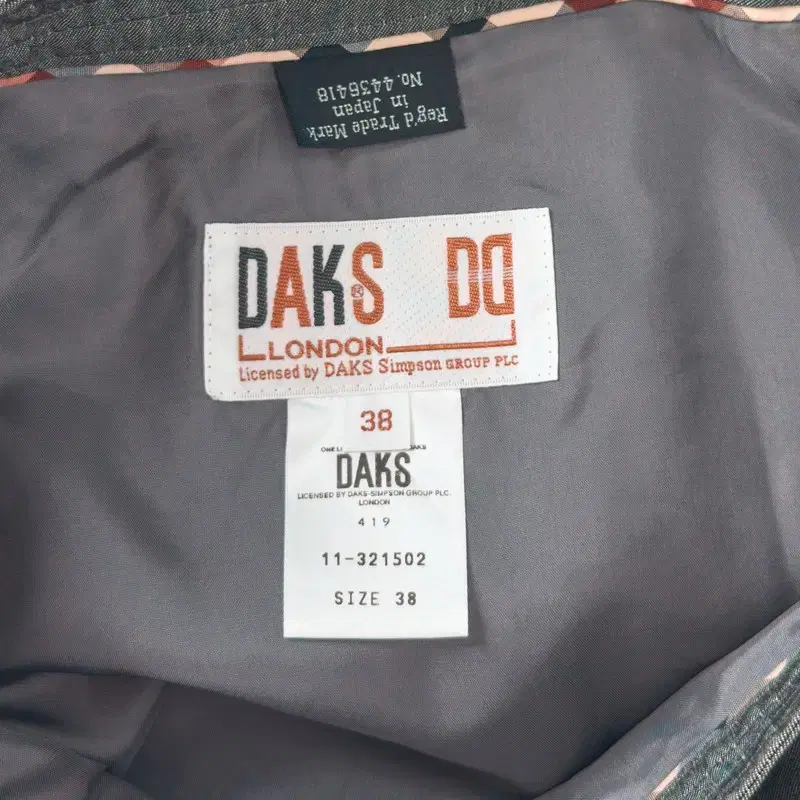 Reg'd Trade Mark
in Japan
No.4436418
DAKS® DD
LONDON
Licensed by DAKS Simpson GROUP PLC
38
DAKS
LICENSED BY DAKS-SIMPSON GROUP PLC.
LONDON
419
11-321502
SIZE 38